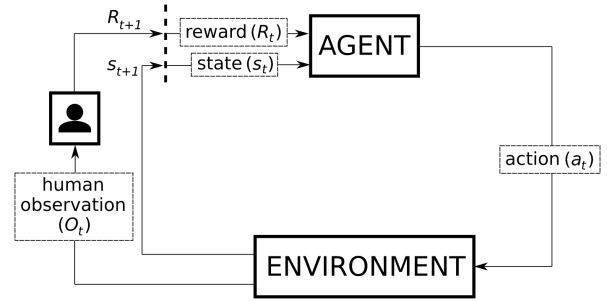 R_{t+1}
reward (R_t)
AGENT
s_{t+1}
state (s_t)
action (a_t)
human
observation
(O_t)
ENVIRONMENT